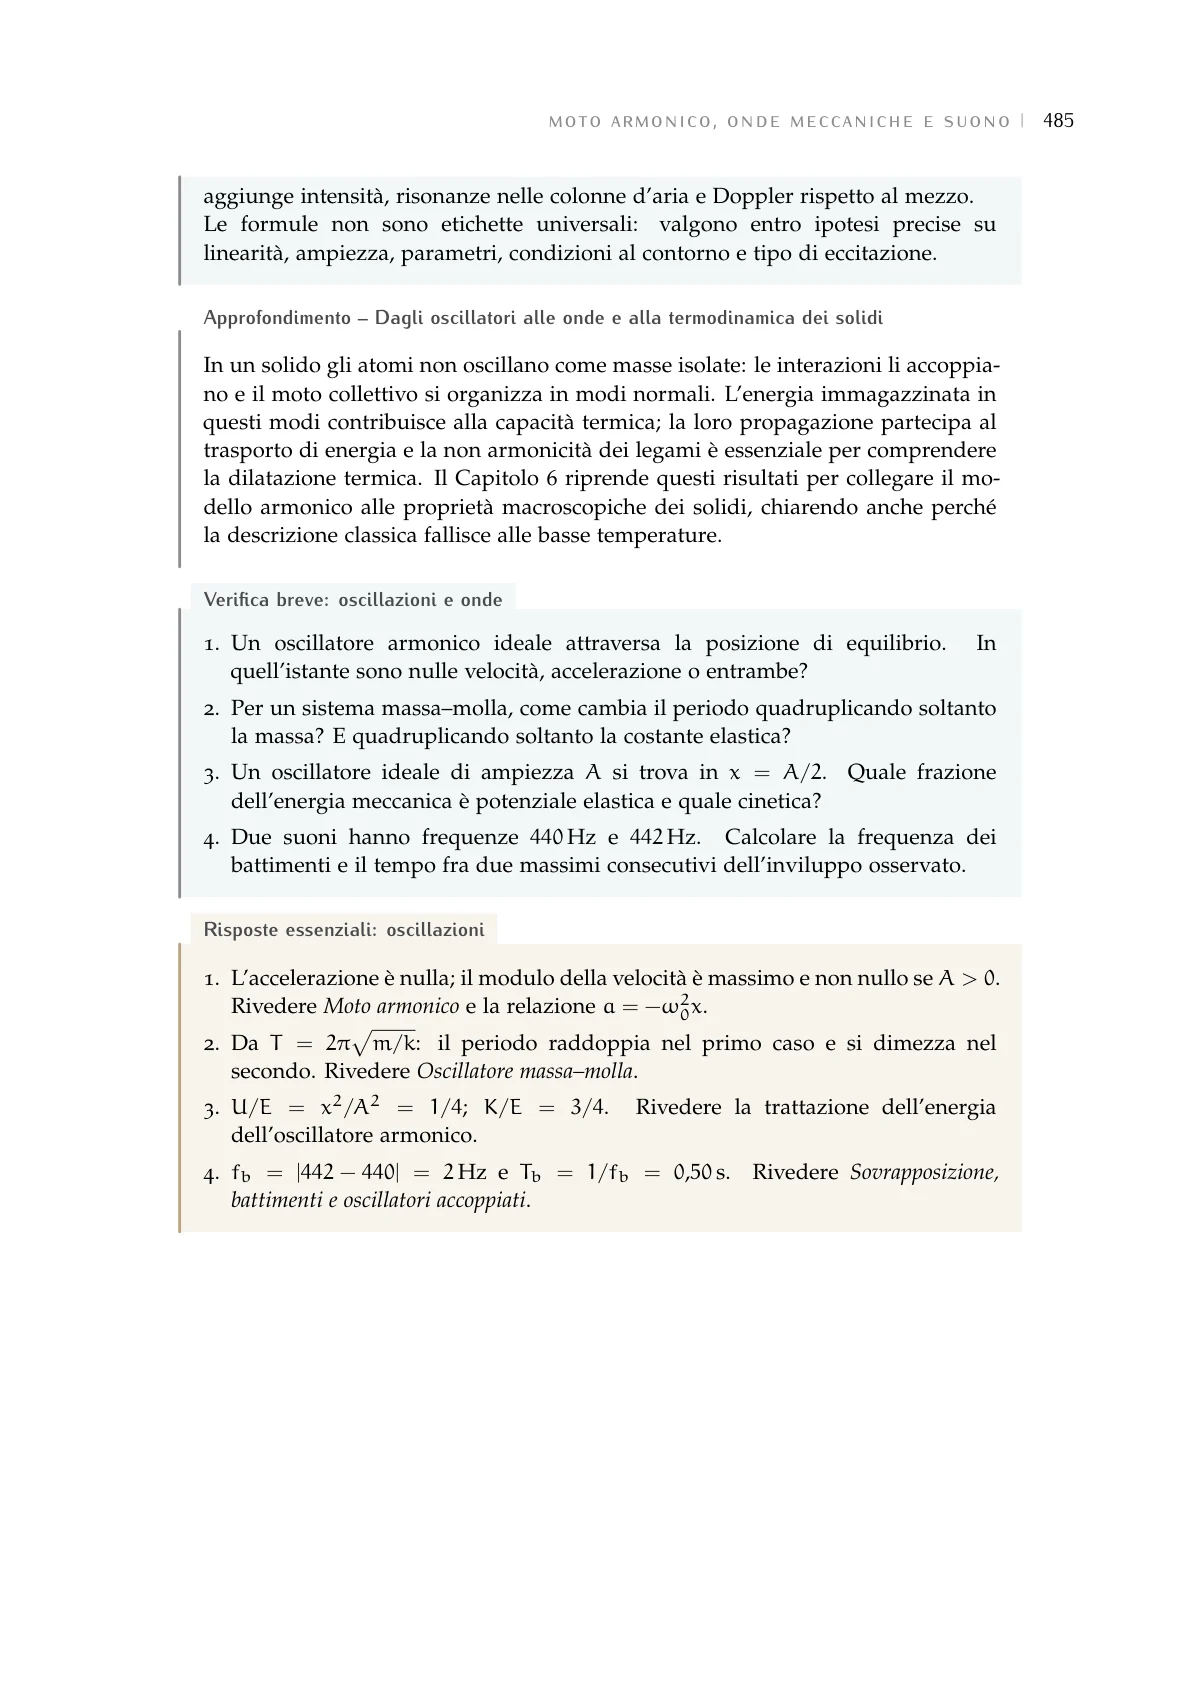 MOTO ARMONICO, ONDE MECCANICHE E SUONO | 485
aggiunge intensità, risonanze nelle colonne d'aria e Doppler rispetto al mezzo.
Le formule non sono etichette universali: valgono entro ipotesi precise su
linearità, ampiezza, parametri, condizioni al contorno e tipo di eccitazione.
Approfondimento – Dagli oscillatori alle onde e alla termodinamica dei solidi
In un solido gli atomi non oscillano come masse isolate: le interazioni li accoppia-
no e il moto collettivo si organizza in modi normali. L'energia immagazzinata in
questi modi contribuisce alla capacità termica; la loro propagazione partecipa al
trasporto di energia e la non armonicità dei legami è essenziale per comprendere
la dilatazione termica. Il Capitolo 6 riprende questi risultati per collegare il mo-
dello armonico alle proprietà macroscopiche dei solidi, chiarendo anche perché
la descrizione classica fallisce alle basse temperature.
Verifica breve: oscillazioni e onde
1. Un oscillatore armonico ideale attraversa la posizione di equilibrio. In
quell'istante sono nulle velocità, accelerazione o entrambe?
2. Per un sistema massa–molla, come cambia il periodo quadruplicando soltanto
la massa? E quadruplicando soltanto la costante elastica?
3. Un oscillatore ideale di ampiezza A si trova in x = A/2. Quale frazione
dell'energia meccanica è potenziale elastica e quale cinetica?
4. Due suoni hanno frequenze 440 Hz e 442 Hz. Calcolare la frequenza dei
battimenti e il tempo fra due massimi consecutivi dell'inviluppo osservato.
Risposte essenziali: oscillazioni
1. L'accelerazione è nulla; il modulo della velocità è massimo e non nullo se A > 0.
Rivedere Moto armonico e la relazione a = −ω₀²x.
2. Da T = 2π√(m/k): il periodo raddoppia nel primo caso e si dimezza nel
secondo. Rivedere Oscillatore massa–molla.
3. U/E = x²/A² = 1/4; K/E = 3/4. Rivedere la trattazione dell'energia
dell'oscillatore armonico.
4. f_b = |442 − 440| = 2 Hz e T_b = 1/f_b = 0,50 s. Rivedere Sovrapposizione,
battimenti e oscillatori accoppiati.